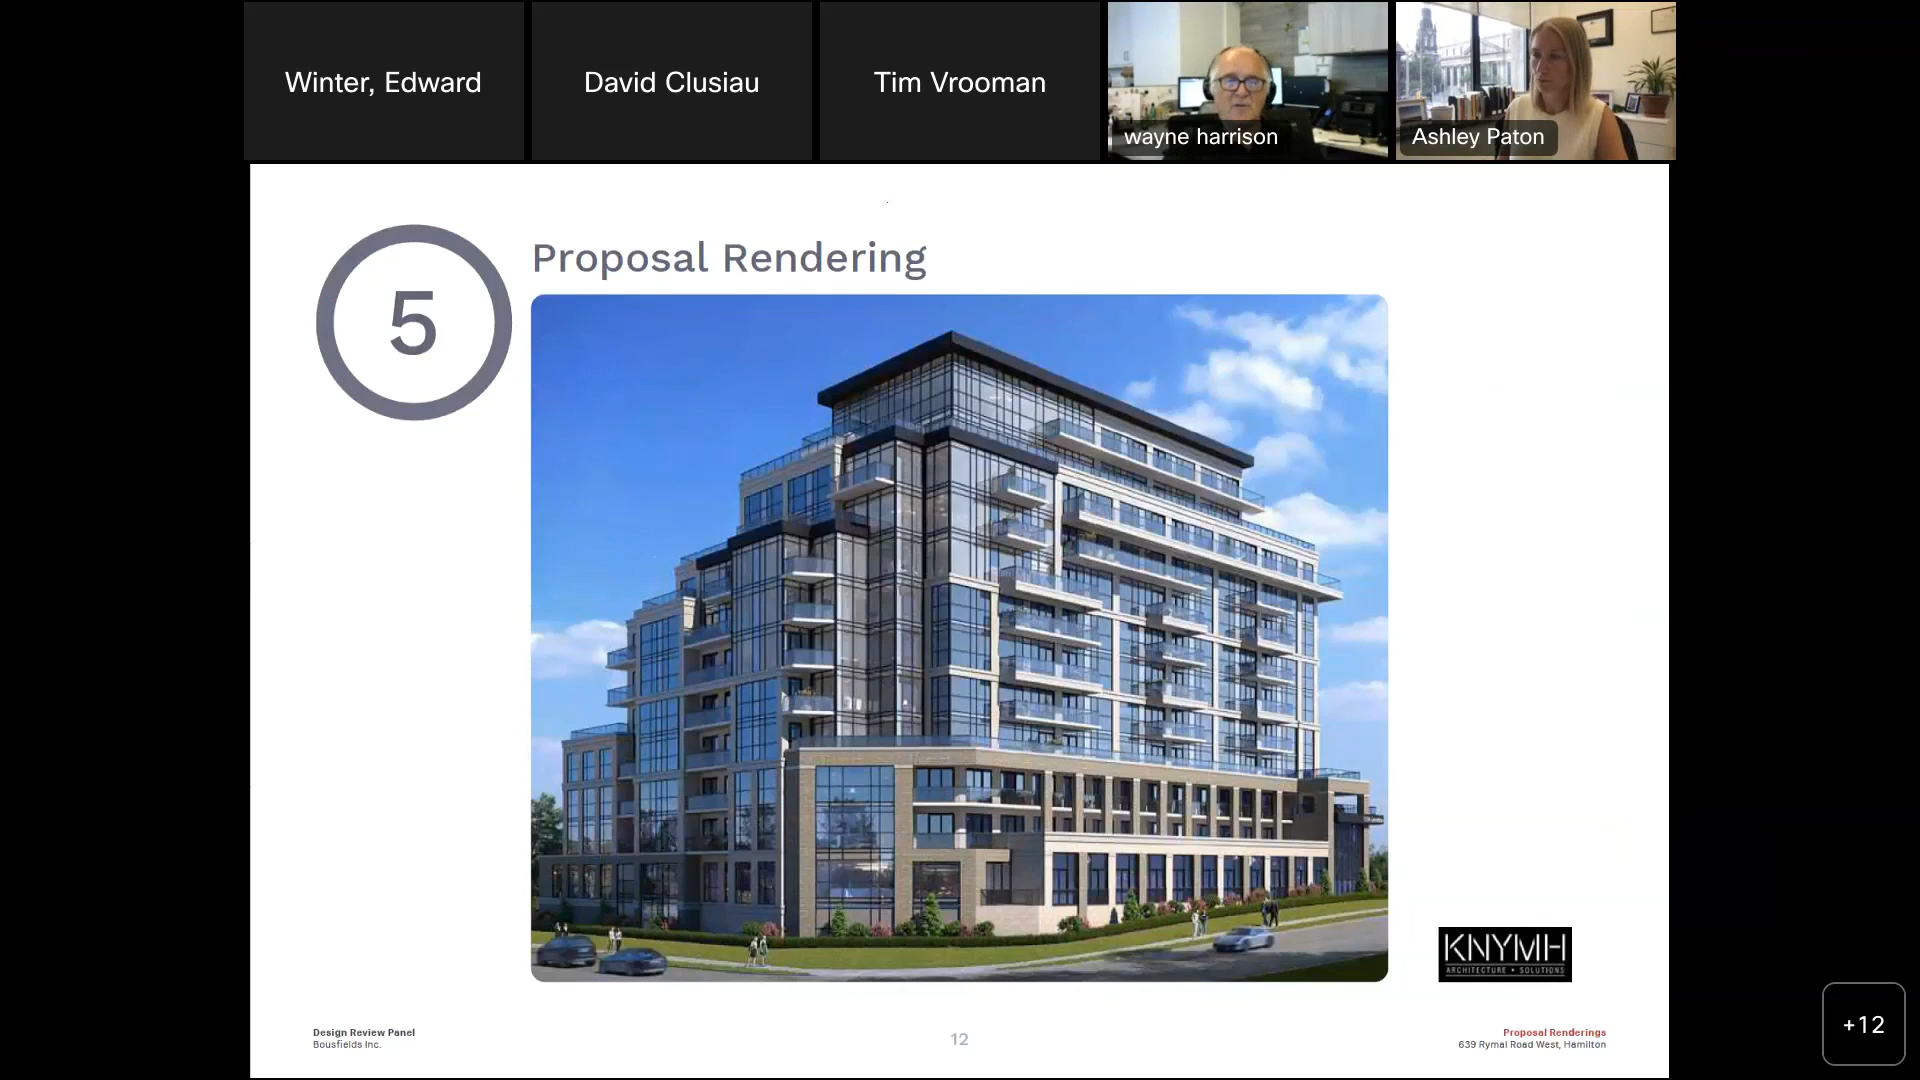 Winter, Edward
David Clusiau
Tim Vrooman
wayne harrison
Ashley Paton
5
Proposal Rendering
KNYMH
ARCHITECTURE • SOLUTIONS
Design Review Panel
Bousfields Inc.
12
Proposal Renderings
639 Rymal Road West, Hamilton
+12